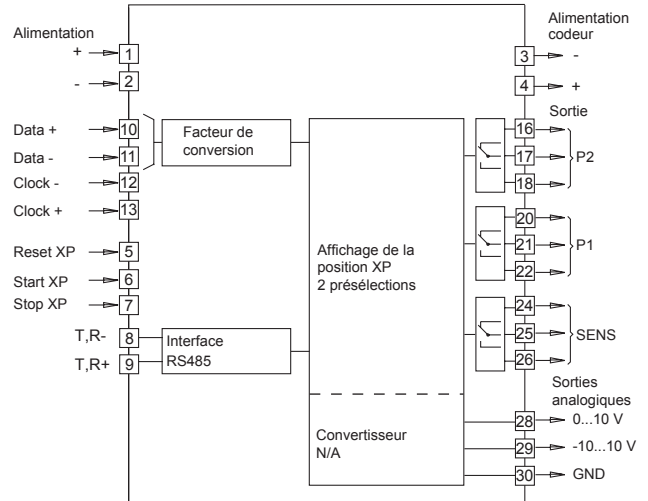 Alimentation
+ 1
- 2
Data + 10
Data - 11
Clock - 12
Clock + 13
Reset XP 5
Start XP 6
Stop XP 7
T,R- 8
T,R+ 9
Facteur de
conversion
Interface
RS485
Affichage de la
position XP
2 présélections
Convertisseur
N/A
Alimentation
codeur
3 -
4 +
Sortie
16
17 P2
18
20
21 P1
22
24
25 SENS
26
Sorties
analogiques
28 0...10 V
29 -10...10 V
30 GND